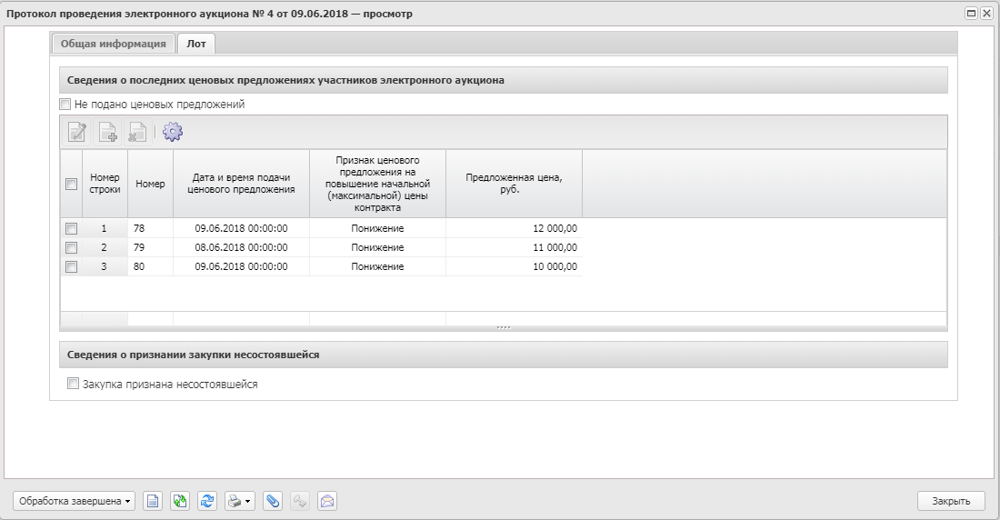 Протокол проведения электронного аукциона № 4 от 09.06.2018 — просмотр
Общая информация Лот
Сведения о последних ценовых предложениях участников электронного аукциона
Не подано ценовых предложений
Номер строки Номер Дата и время подачи ценового предложения Признак ценового предложения на повышение начальной (максимальной) цены контракта Предложенная цена, руб.
1 78 09.06.2018 00:00:00 Понижение 12 000,00
2 79 08.06.2018 00:00:00 Понижение 11 000,00
3 80 09.06.2018 00:00:00 Понижение 10 000,00
Сведения о признании закупки несостоявшейся
Закупка признана несостоявшейся
Обработка завершена Закрыть